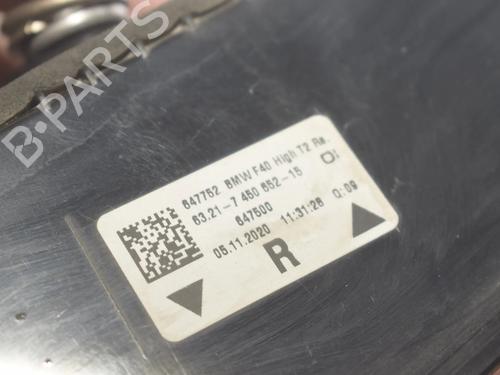 B-PARTS
647752 BMW F40 High T2 Re.
63.21-7 450 652-15
647500
05.11.2020 11:31:26 Q:09
R